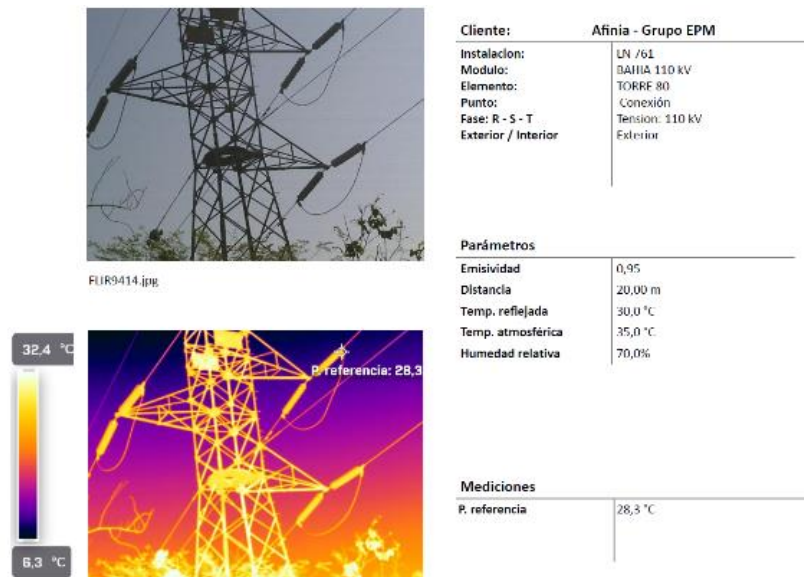 Cliente: Afinia - Grupo EPM
Instalacion: LN 761
Modulo: BAHIA 110 kV
Elemento: TORRE 80
Punto: Conexión
Fase: R - S - T Tension: 110 kV
Exterior / Interior Exterior
FLIR9414.jpg
Parámetros
Emisividad 0,95
Distancia 20,00 m
Temp. reflejada 30,0 °C
Temp. atmosférica 35,0 °C
Humedad relativa 70,0%
32,4 °C
P. referencia: 28,3
6,3 °C
Mediciones
P. referencia 28,3 °C